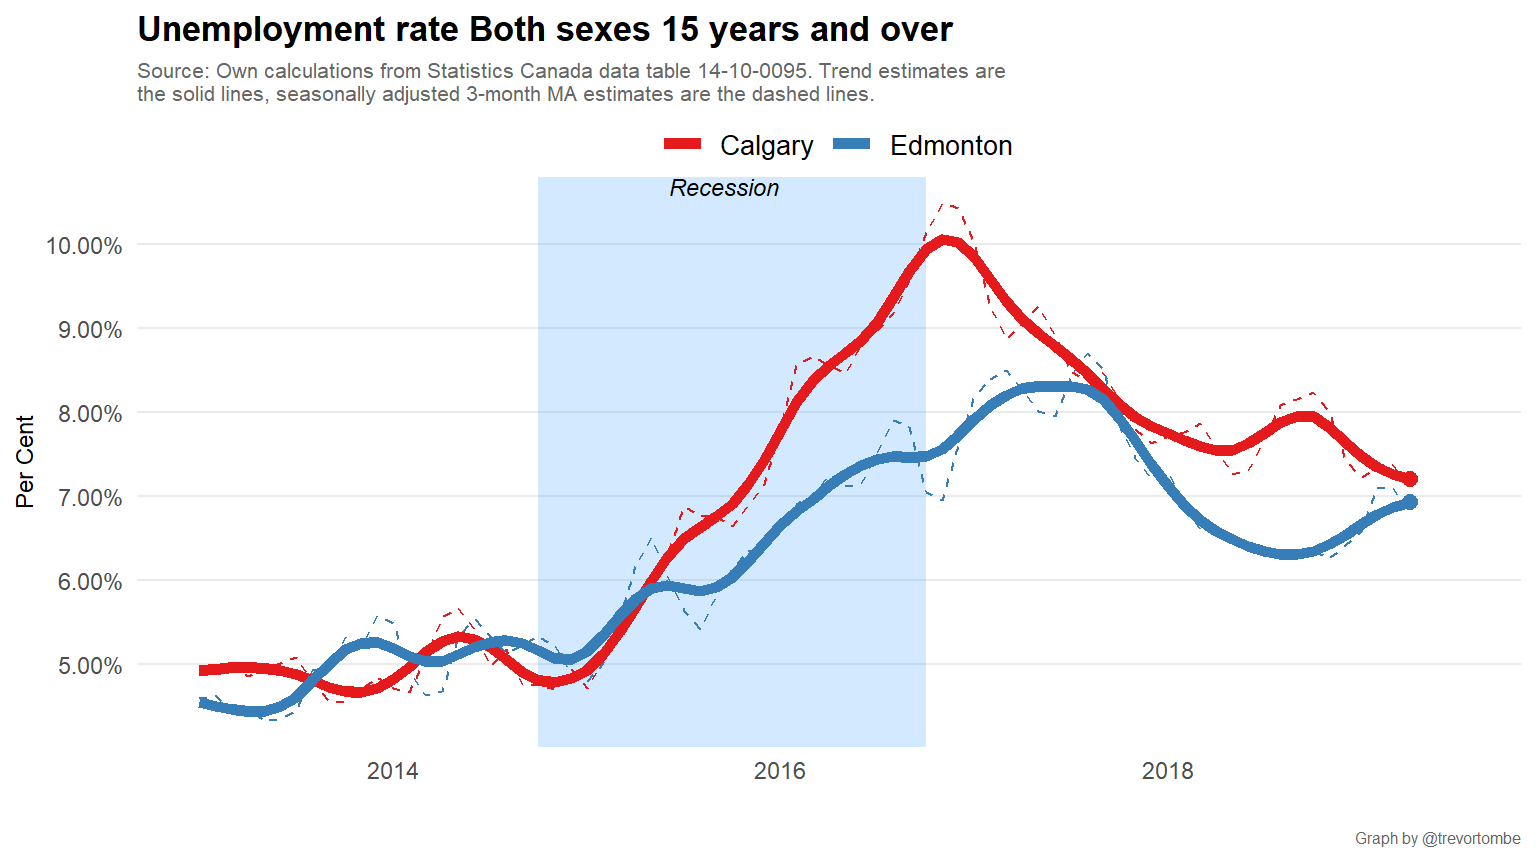 Unemployment rate Both sexes 15 years and over
Source: Own calculations from Statistics Canada data table 14-10-0095. Trend estimates are
the solid lines, seasonally adjusted 3-month MA estimates are the dashed lines.
Calgary Edmonton
Recession
10.00%
9.00%
8.00%
7.00%
6.00%
5.00%
Per Cent
2014 2016 2018
Graph by @trevortombe